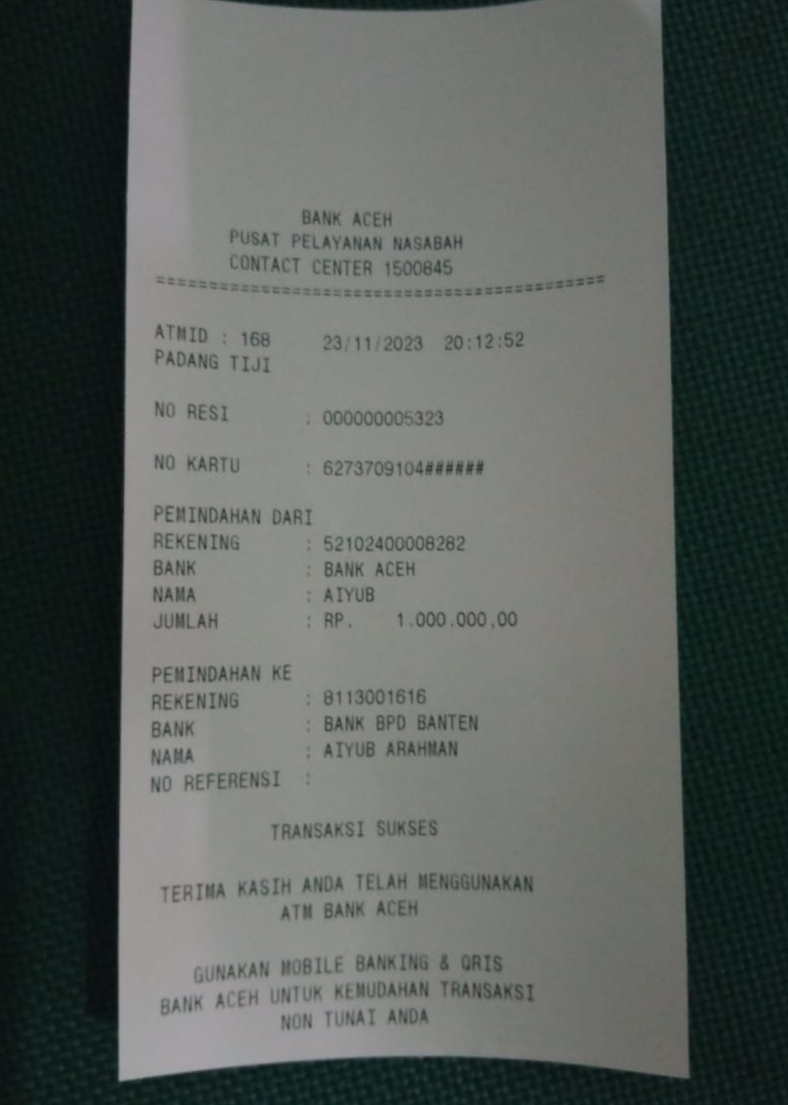 BANK ACEH
PUSAT PELAYANAN NASABAH
CONTACT CENTER 1500845
==========================================
ATMID : 168 23/11/2023 20:12:52
PADANG TIJI
NO RESI : 000000005323
NO KARTU : 6273709104######
PEMINDAHAN DARI
REKENING : 52102400008282
BANK : BANK ACEH
NAMA : AIYUB
JUMLAH : RP. 1.000.000,00
PEMINDAHAN KE
REKENING : 8113001616
BANK : BANK BPD BANTEN
NAMA : AIYUB ARAHMAN
NO REFERENSI :
TRANSAKSI SUKSES
TERIMA KASIH ANDA TELAH MENGGUNAKAN
ATM BANK ACEH
GUNAKAN MOBILE BANKING & QRIS
BANK ACEH UNTUK KEMUDAHAN TRANSAKSI
NON TUNAI ANDA